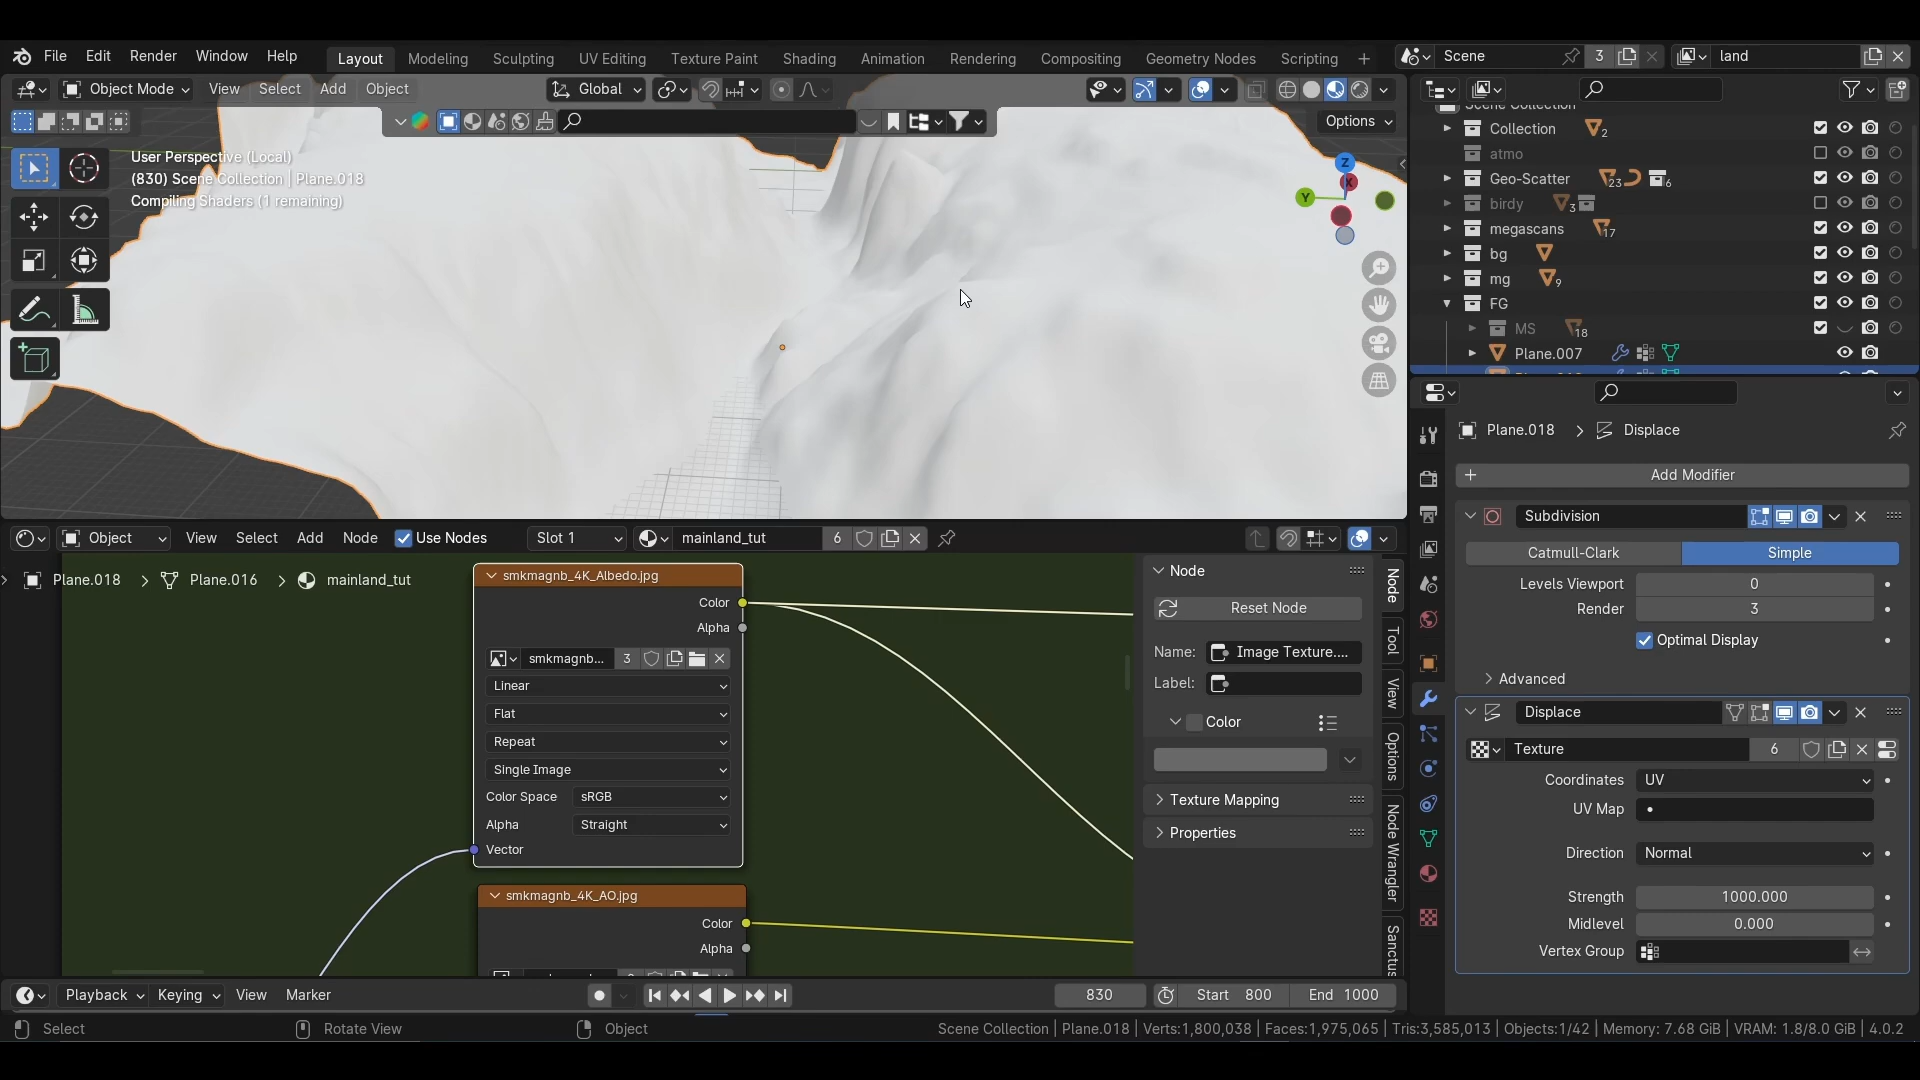 File Edit Render Window Help Layout Modeling Sculpting UV Editing Texture Paint Shading Animation Rendering Compositing Geometry Nodes Scripting + Scene 3 land
Object Mode View Select Add Object Global
Options
User Perspective (Local)
(830) Scene Collection | Plane.018
Compiling Shaders (1 remaining)
Z
X
Y
Scene Collection
Collection 2
atmo
Geo-Scatter 23 6
birdy 3
megascans 17
bg
mg 9
FG
MS 18
Plane.007
Plane.018 > Displace
+ Add Modifier
Subdivision
Catmull-Clark Simple
Levels Viewport 0
Render 3
Optimal Display
Advanced
Displace
Texture 6
Coordinates UV
UV Map
Direction Normal
Strength 1000.000
Midlevel 0.000
Vertex Group
Object View Select Add Node Use Nodes Slot 1 mainland_tut 6
Plane.018 > Plane.016 > mainland_tut
smkmagnb_4K_Albedo.jpg
Color
Alpha
smkmagnb... 3
Linear
Flat
Repeat
Single Image
Color Space sRGB
Alpha Straight
Vector
smkmagnb_4K_AO.jpg
Color
Alpha
Node
Reset Node
Name: Image Texture....
Label:
Color
Texture Mapping
Properties
Node
Tool
View
Options
Node Wrangler
Sanctus
Playback Keying View Marker 830 Start 800 End 1000
Select Rotate View Object Scene Collection | Plane.018 | Verts:1,800,038 | Faces:1,975,065 | Tris:3,585,013 | Objects:1/42 | Memory: 7.68 GiB | VRAM: 1.8/8.0 GiB | 4.0.2